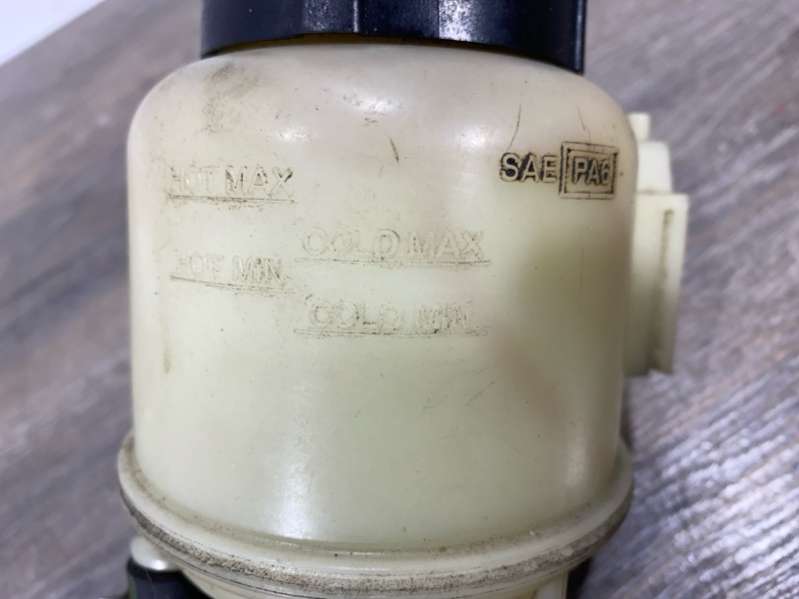 SAE PA6
HOT MAX
COLD MAX
HOT MIN
COLD MIN